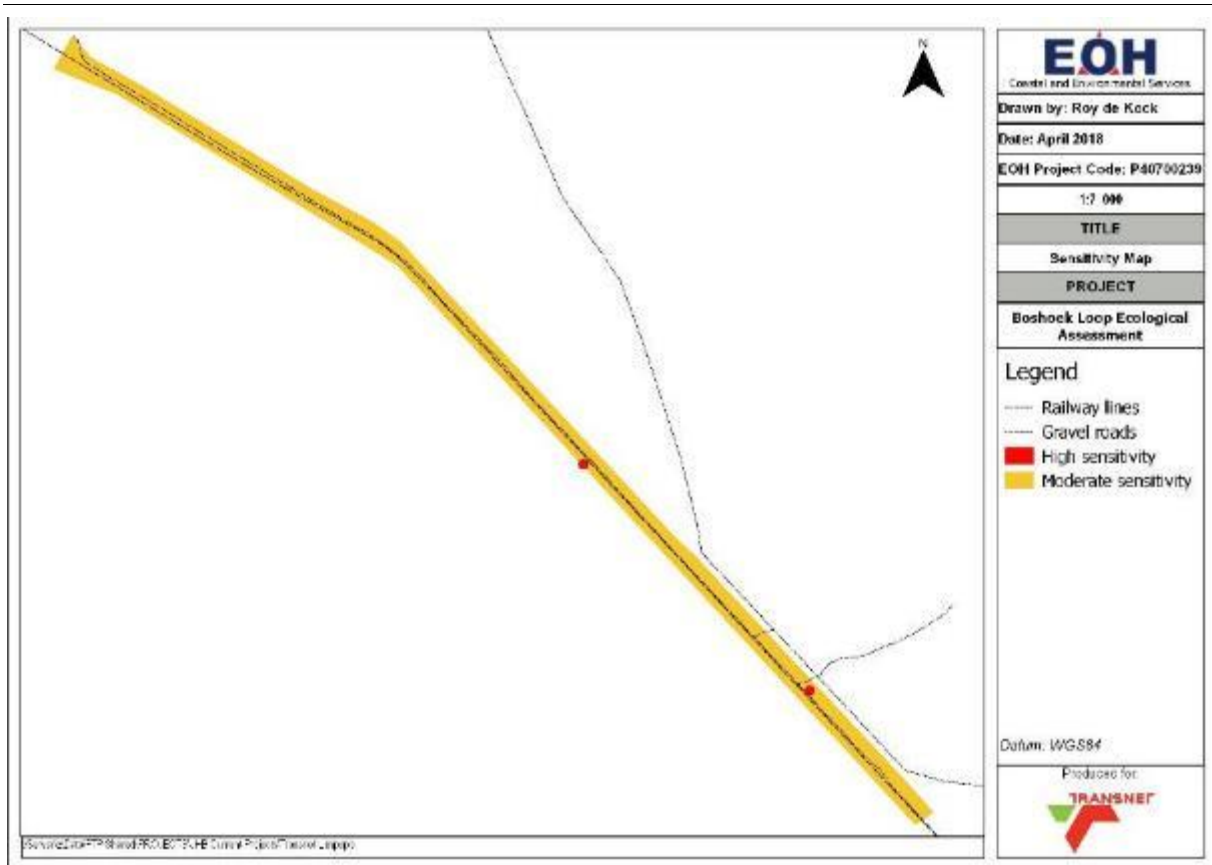 N
EOH
Coastal and Environmental Services
Drawn by: Roy de Kock
Date: April 2018
EOH Project Code: P40700239
1:7 000
TITLE
Sensitivity Map
PROJECT
Boshoek Loop Ecological
Assessment
Legend
Railway lines
Gravel roads
High sensitivity
Moderate sensitivity
Datum: WGS84
Produced for:
TRANSNET